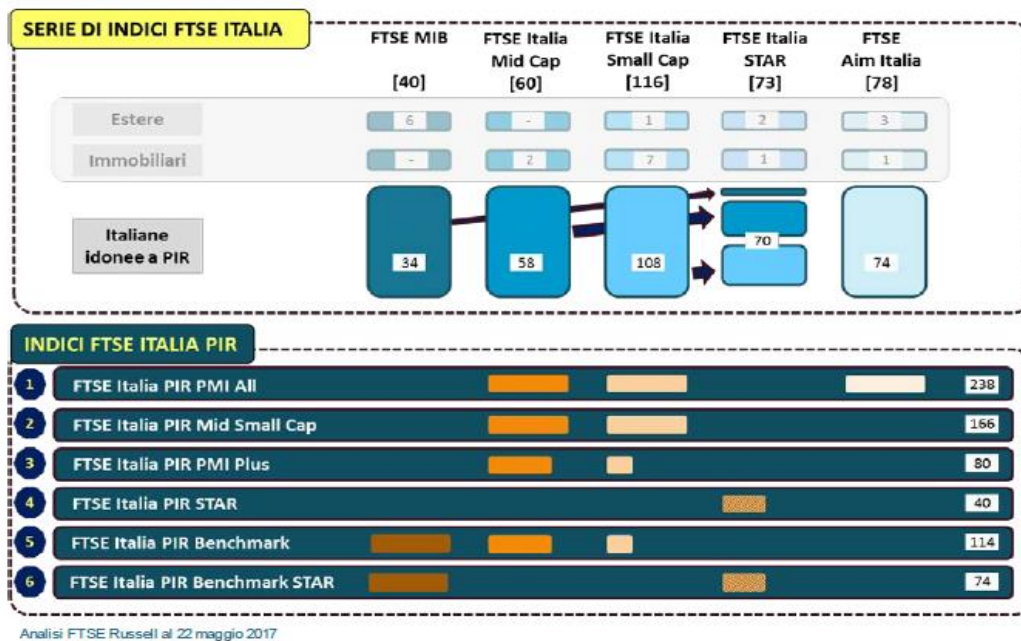 SERIE DI INDICI FTSE ITALIA
FTSE MIB
[40]
FTSE Italia
Mid Cap
[60]
FTSE Italia
Small Cap
[116]
FTSE Italia
STAR
[73]
FTSE
Aim Italia
[78]
Estere
6 - 1 2 3
Immobiliari
- 2 7 1 1
Italiane
idonee a PIR
34 58 108 70 74
INDICI FTSE ITALIA PIR
1 FTSE Italia PIR PMI All 238
2 FTSE Italia PIR Mid Small Cap 166
3 FTSE Italia PIR PMI Plus 80
4 FTSE Italia PIR STAR 40
5 FTSE Italia PIR Benchmark 114
6 FTSE Italia PIR Benchmark STAR 74
Analisi FTSE Russell al 22 maggio 2017